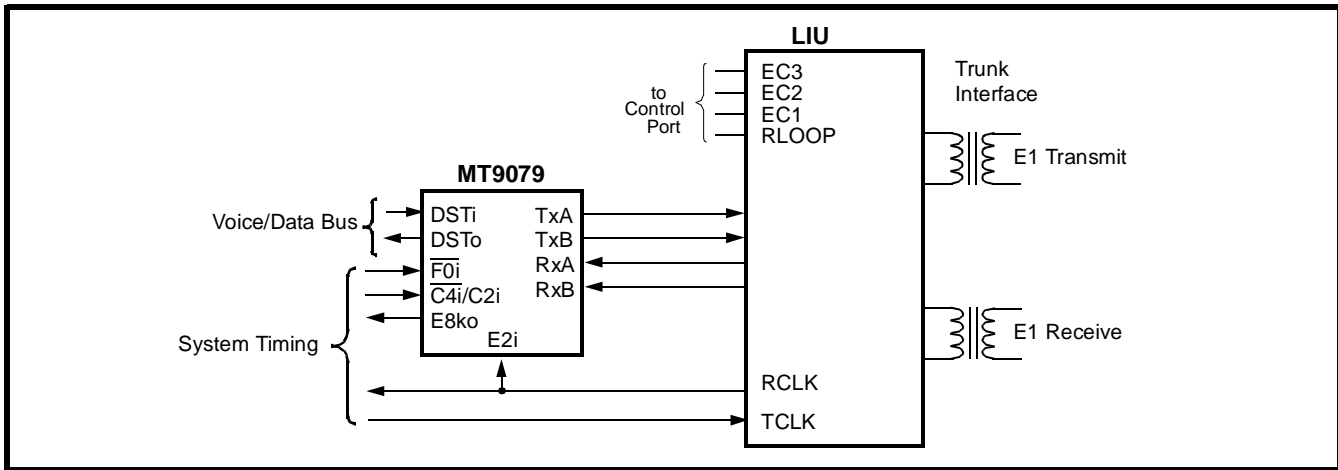 LIU
EC3
EC2
EC1
RLOOP
to
Control
Port
Trunk
Interface
E1 Transmit
MT9079
Voice/Data Bus
DSTi
DSTo
F0i
C4i/C2i
E8ko
E2i
TxA
TxB
RxA
RxB
System Timing
E1 Receive
RCLK
TCLK